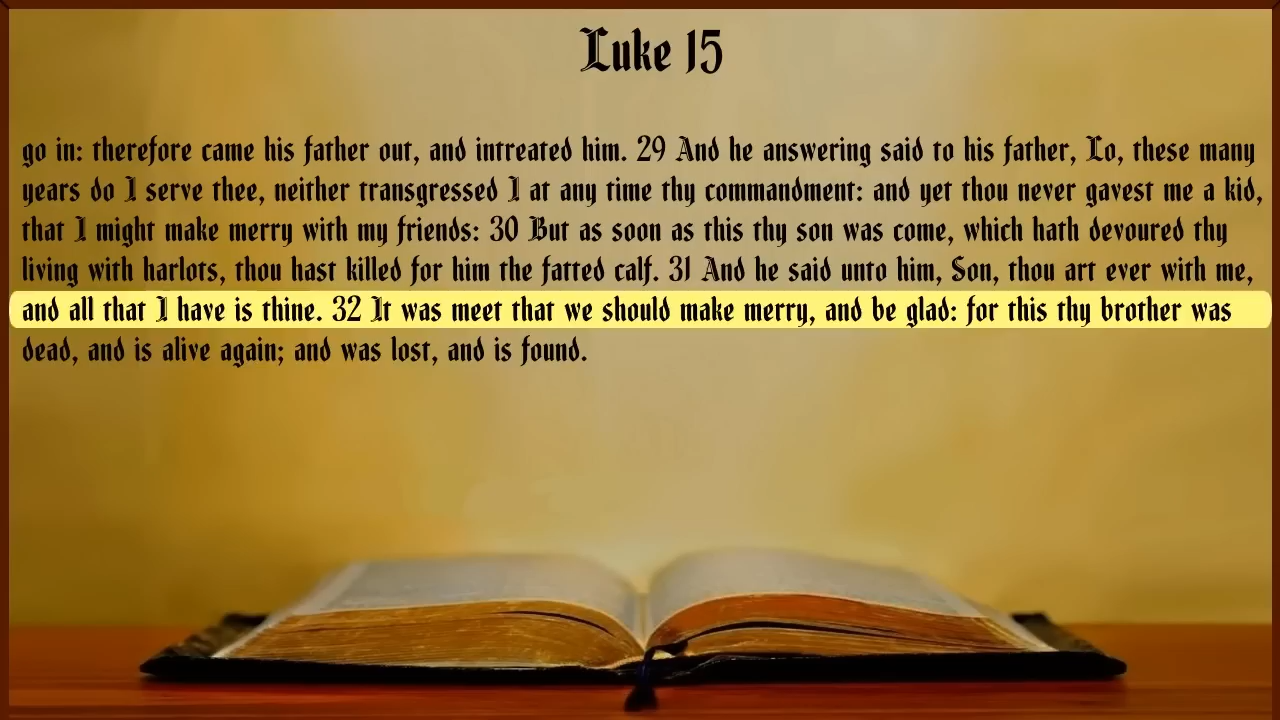 Luke 15
go in: therefore came his father out, and intreated him. 29 And he answering said to his father, Lo, these many
years do I serve thee, neither transgressed I at any time thy commandment: and yet thou never gavest me a kid,
that I might make merry with my friends: 30 But as soon as this thy son was come, which hath devoured thy
living with harlots, thou hast killed for him the fatted calf. 31 And he said unto him, Son, thou art ever with me,
and all that I have is thine. 32 It was meet that we should make merry, and be glad: for this thy brother was
dead, and is alive again; and was lost, and is found.